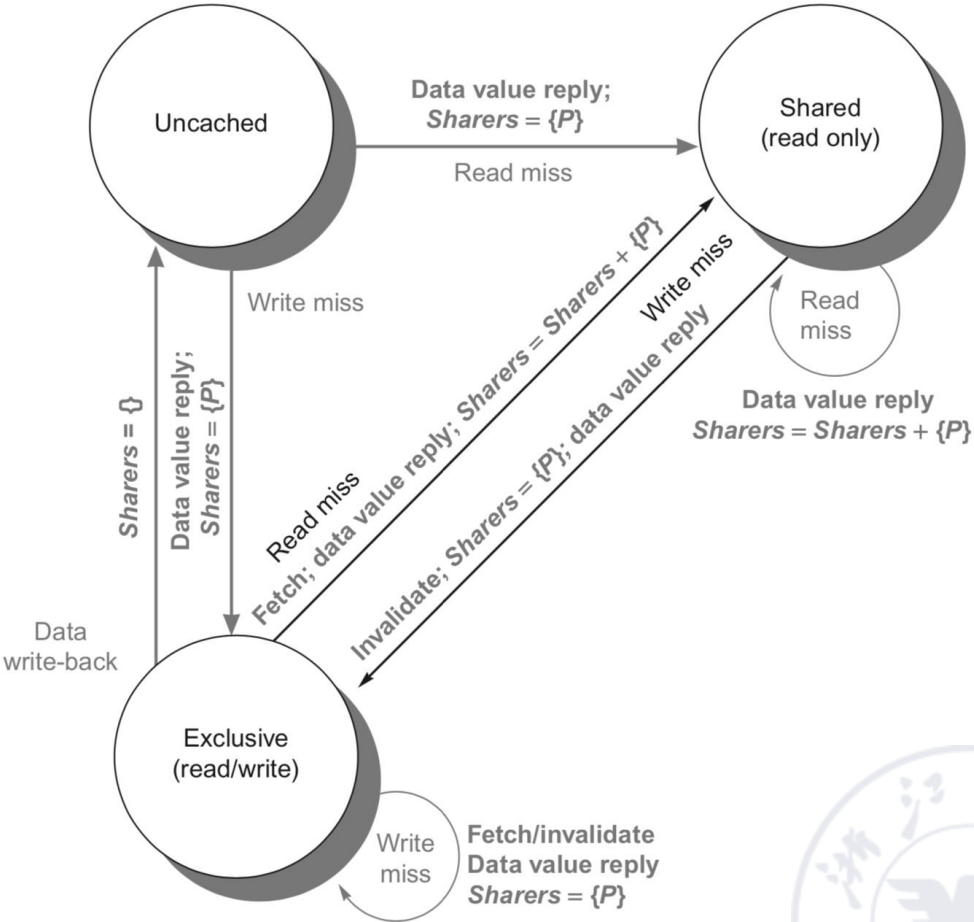 Uncached
Data value reply;
Sharers = {P}
Read miss
Shared
(read only)
Write miss
Sharers = {}
Data value reply;
Sharers = {P}
Read miss
Fetch; data value reply; Sharers = Sharers + {P}
Write miss
Invalidate; Sharers = {P}; data value reply
Read
miss
Data value reply
Sharers = Sharers + {P}
Data
write-back
Exclusive
(read/write)
Write
miss
Fetch/invalidate
Data value reply
Sharers = {P}
浙江